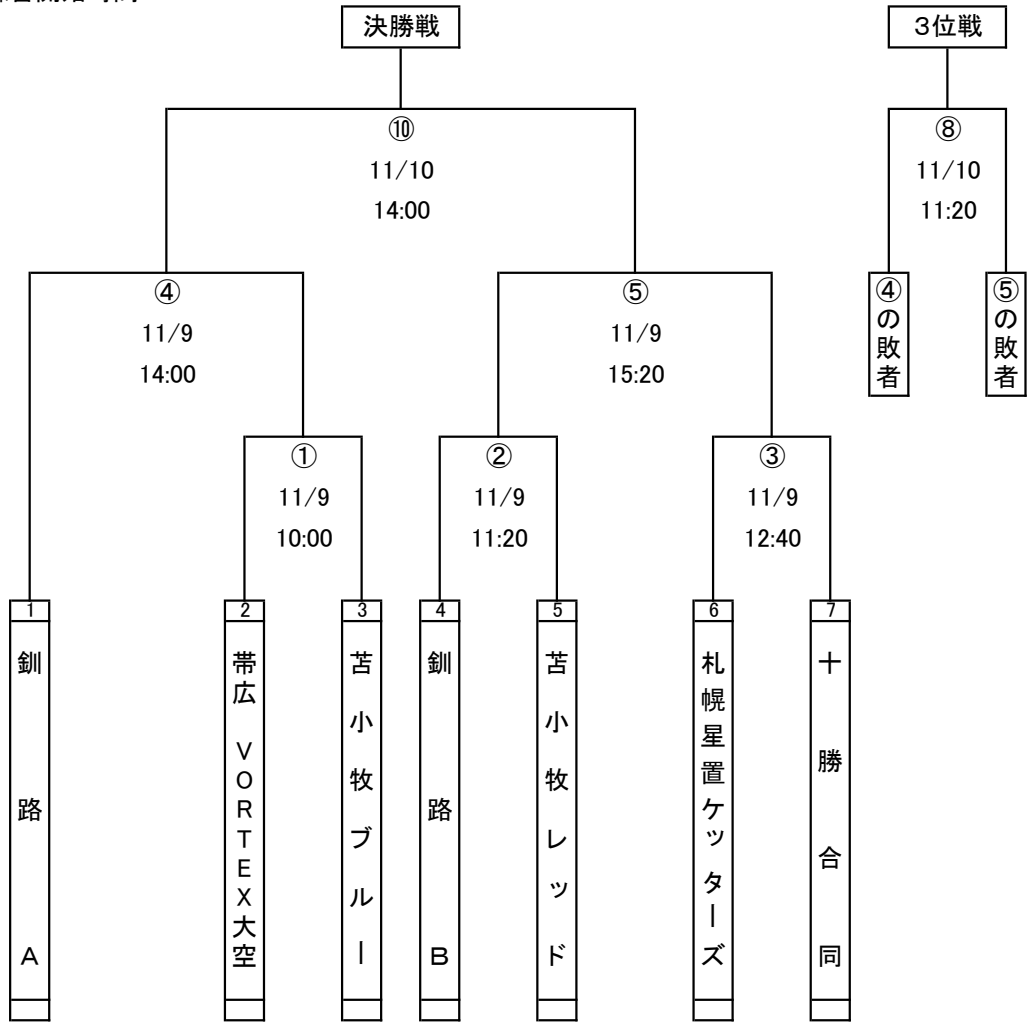 決勝戦
3位戦
⑩
11/10
14:00
⑧
11/10
11:20
④の敗者
⑤の敗者
④
11/9
14:00
⑤
11/9
15:20
①
11/9
10:00
②
11/9
11:20
③
11/9
12:40
1
釧路A
2
帯広 VORTEX大空
3
苫小牧ブルー
4
釧路B
5
苫小牧レッド
6
札幌星置ケッターズ
7
十勝合同